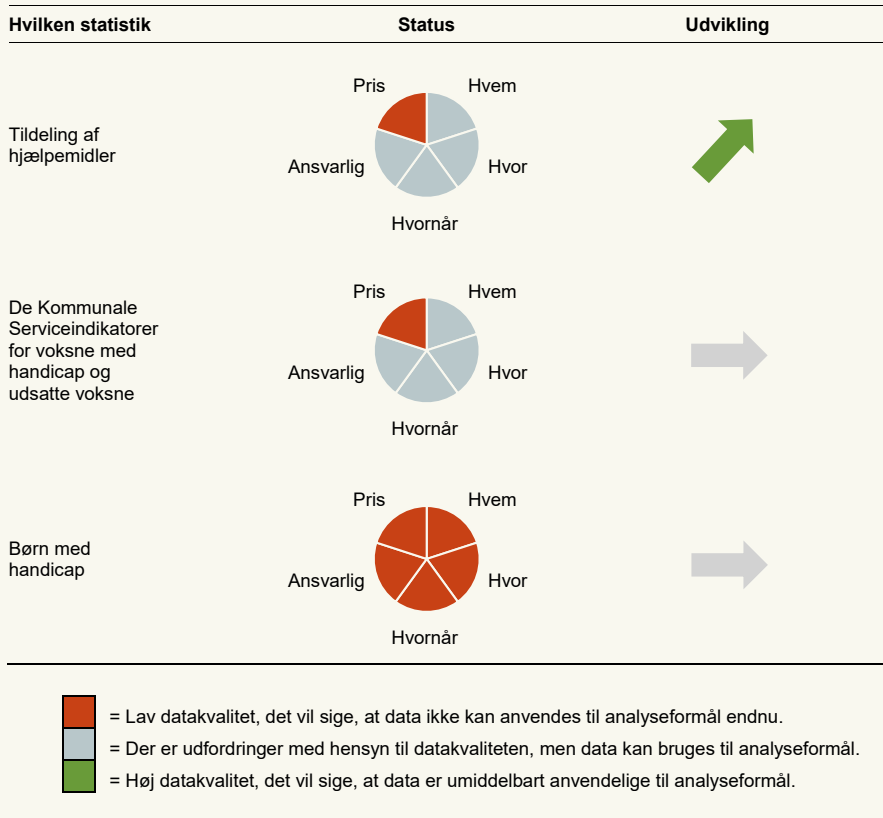 Hvilken statistik Status Udvikling
Pris Hvem
Tildeling af
hjælpemidler
Ansvarlig Hvor
Hvornår
Pris Hvem
De Kommunale
Serviceindikatorer
for voksne med
handicap og
udsatte voksne
Ansvarlig Hvor
Hvornår
Pris Hvem
Børn med
handicap
Ansvarlig Hvor
Hvornår
= Lav datakvalitet, det vil sige, at data ikke kan anvendes til analyseformål endnu.
= Der er udfordringer med hensyn til datakvaliteten, men data kan bruges til analyseformål.
= Høj datakvalitet, det vil sige, at data er umiddelbart anvendelige til analyseformål.